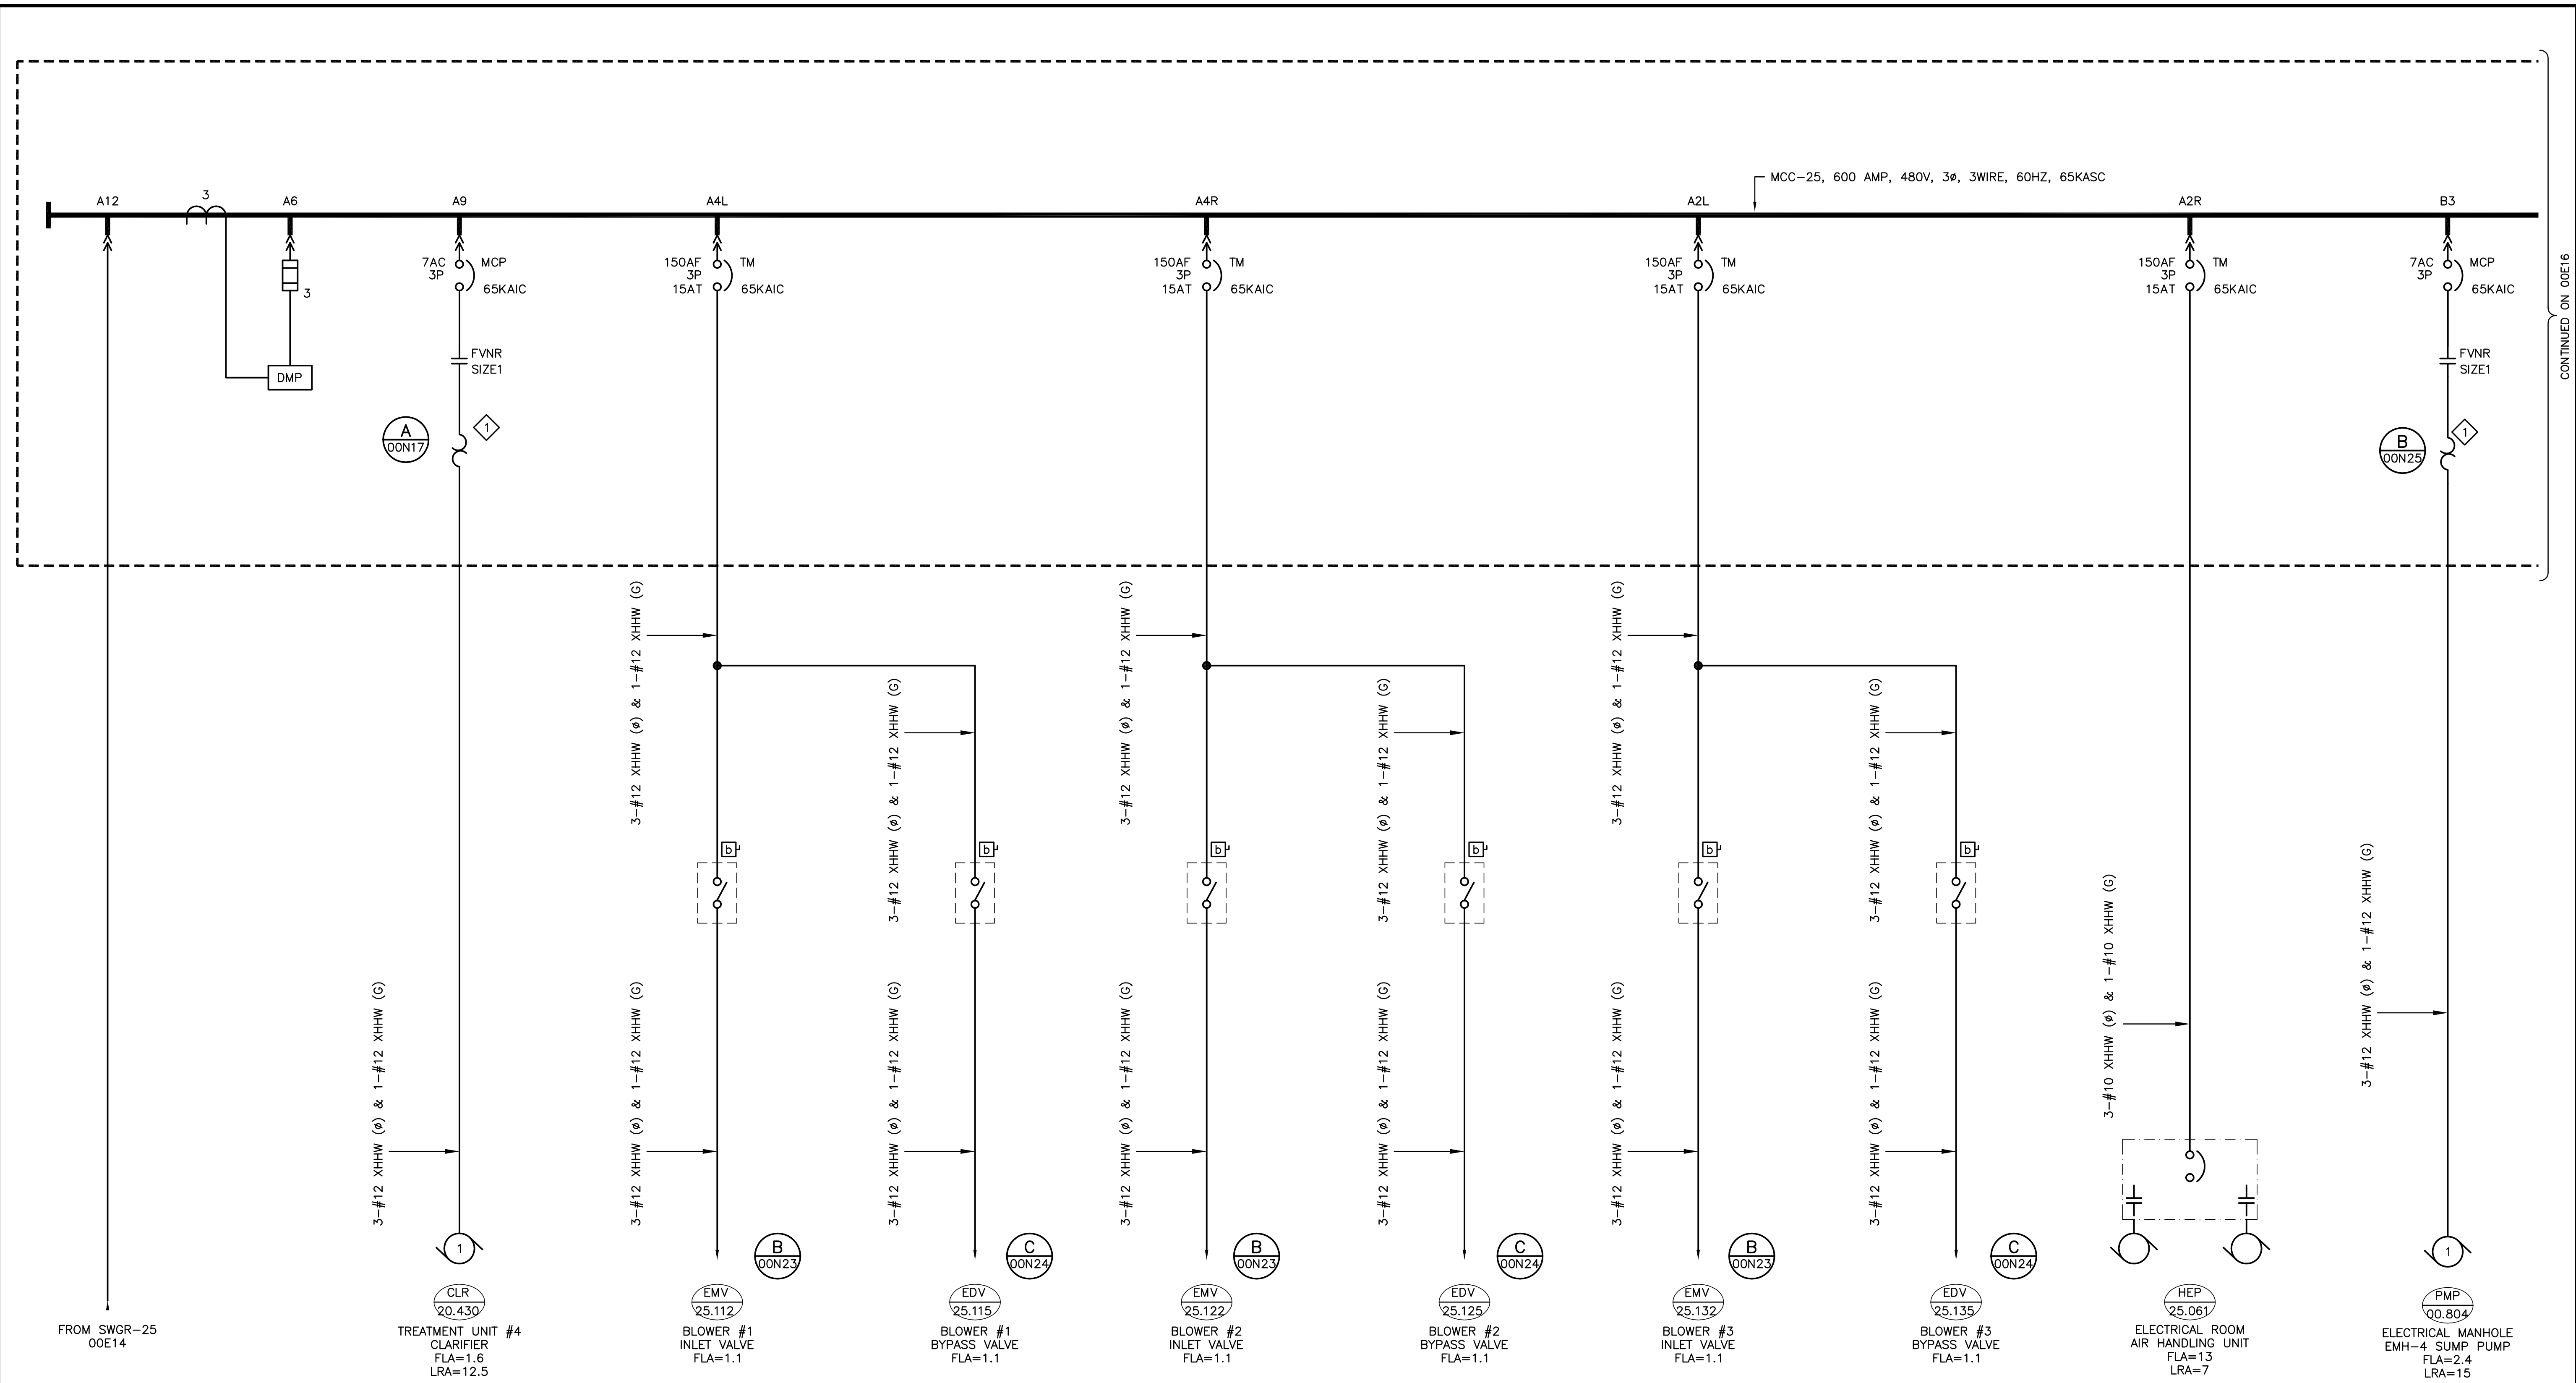 MCC-25, 600 AMP, 480V, 3ø, 3WIRE, 60HZ, 65KASC
A12
3
A6
A9
A4L
A4R
A2L
A2R
B3
7AC
3P
MCP
65KAIC
150AF
3P
15AT
TM
65KAIC
150AF
3P
15AT
TM
65KAIC
150AF
3P
15AT
TM
65KAIC
150AF
3P
15AT
TM
65KAIC
7AC
3P
MCP
65KAIC
3
DMP
FVNR
SIZE1
FVNR
SIZE1
CONTINUED ON 00E16
A
00N17
1
B
00N25
1
3-#12 XHHW (ø) & 1-#12 XHHW (G)
3-#12 XHHW (ø) & 1-#12 XHHW (G)
3-#12 XHHW (ø) & 1-#12 XHHW (G)
3-#12 XHHW (ø) & 1-#12 XHHW (G)
3-#12 XHHW (ø) & 1-#12 XHHW (G)
3-#12 XHHW (ø) & 1-#12 XHHW (G)
b
b
b
b
b
b
3-#10 XHHW (ø) & 1-#10 XHHW (G)
3-#12 XHHW (ø) & 1-#12 XHHW (G)
3-#12 XHHW (ø) & 1-#12 XHHW (G)
3-#12 XHHW (ø) & 1-#12 XHHW (G)
3-#12 XHHW (ø) & 1-#12 XHHW (G)
3-#12 XHHW (ø) & 1-#12 XHHW (G)
3-#12 XHHW (ø) & 1-#12 XHHW (G)
3-#12 XHHW (ø) & 1-#12 XHHW (G)
3-#12 XHHW (ø) & 1-#12 XHHW (G)
FROM SWGR-25
00E14
1
CLR
20.430
TREATMENT UNIT #4
CLARIFIER
FLA=1.6
LRA=12.5
B
00N23
EMV
25.112
BLOWER #1
INLET VALVE
FLA=1.1
C
00N24
EDV
25.115
BLOWER #1
BYPASS VALVE
FLA=1.1
B
00N23
EMV
25.122
BLOWER #2
INLET VALVE
FLA=1.1
C
00N24
EDV
25.125
BLOWER #2
BYPASS VALVE
FLA=1.1
B
00N23
EMV
25.132
BLOWER #3
INLET VALVE
FLA=1.1
C
00N24
EDV
25.135
BLOWER #3
BYPASS VALVE
FLA=1.1
HEP
25.061
ELECTRICAL ROOM
AIR HANDLING UNIT
FLA=13
LRA=7
1
PMP
00.804
ELECTRICAL MANHOLE
EMH-4 SUMP PUMP
FLA=2.4
LRA=15